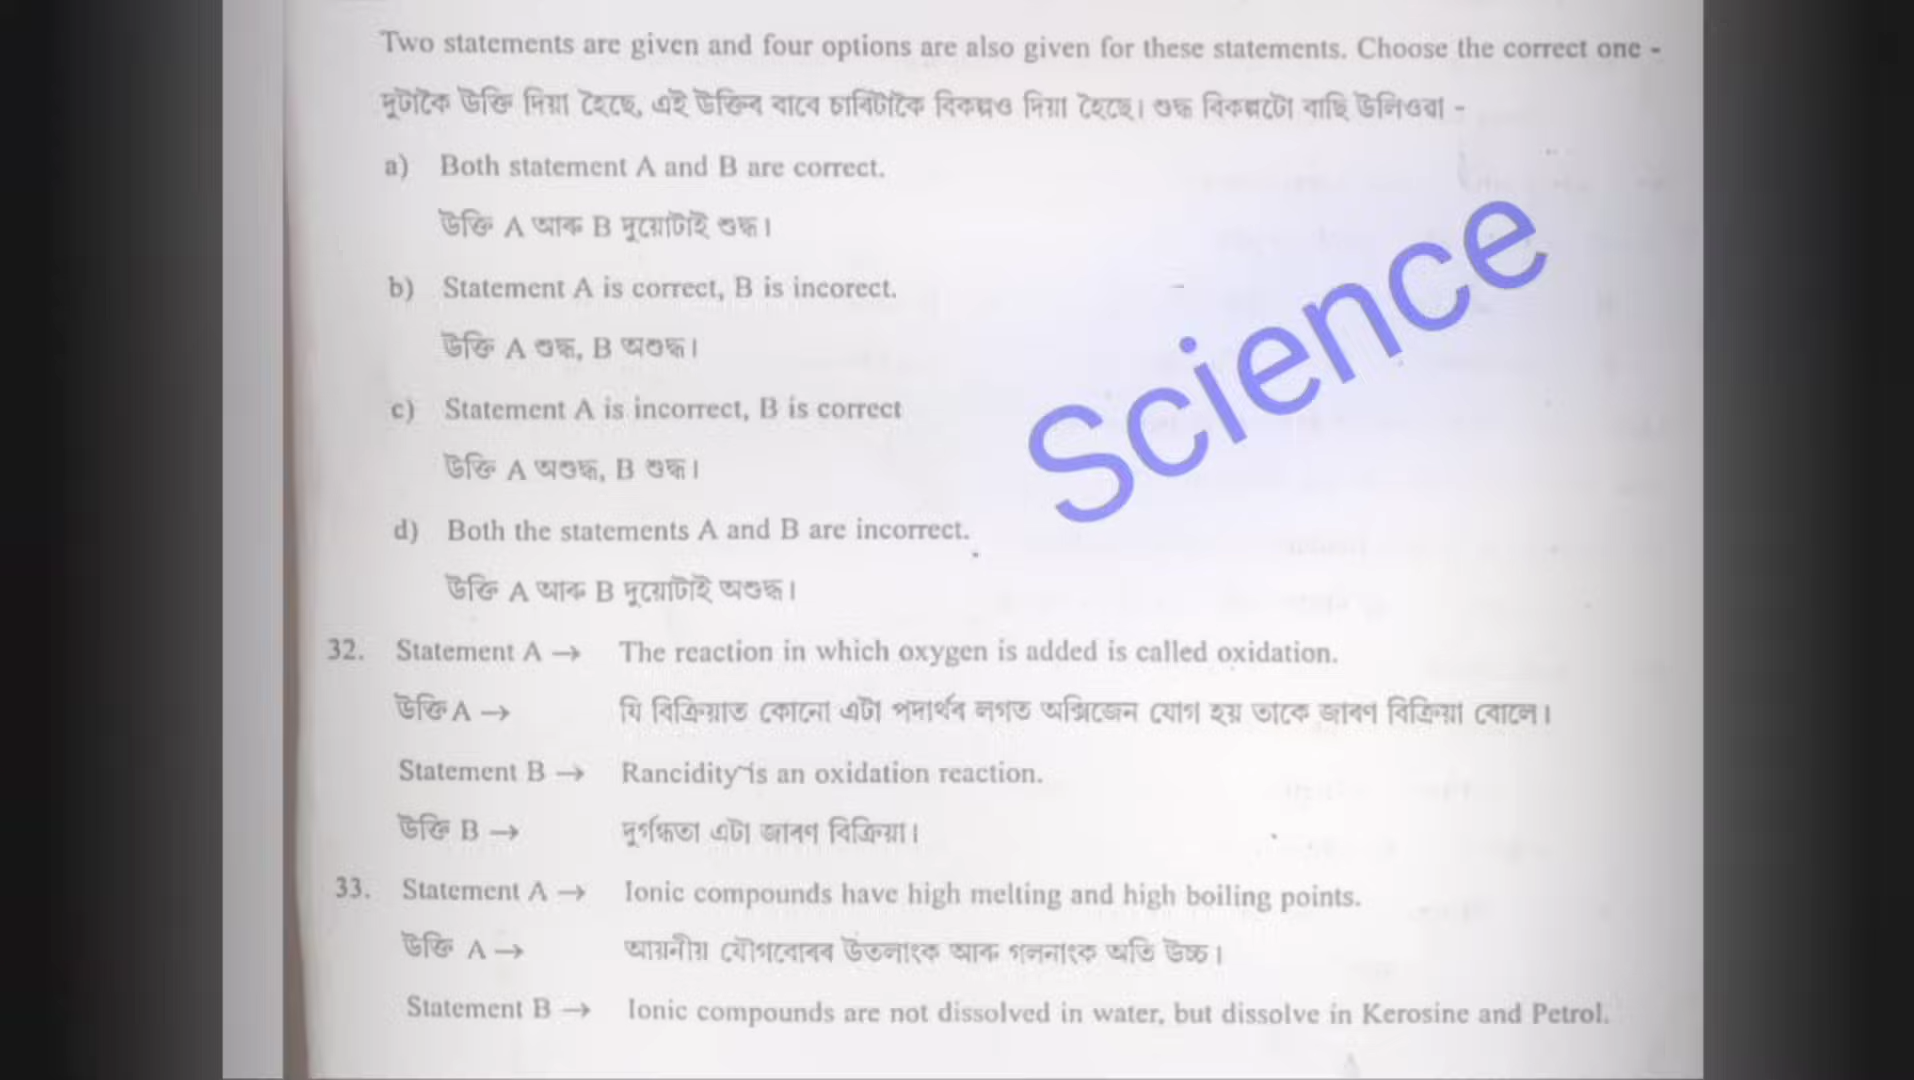 Two statements are given and four options are also given for these statements. Choose the correct one -
দুটাকৈ উক্তি দিয়া হৈছে, এই উক্তিৰ বাবে চাৰিটাকৈ বিকল্পও দিয়া হৈছে। শুদ্ধ বিকল্পটো বাছি উলিওৱা -
a) Both statement A and B are correct.
উক্তি A আৰু B দুয়োটাই শুদ্ধ।
b) Statement A is correct, B is incorect.
উক্তি A শুদ্ধ, B অশুদ্ধ।
c) Statement A is incorrect, B is correct
উক্তি A অশুদ্ধ, B শুদ্ধ।
d) Both the statements A and B are incorrect.
উক্তি A আৰু B দুয়োটাই অশুদ্ধ।
Science
32. Statement A → The reaction in which oxygen is added is called oxidation.
উক্তি A → যি বিক্ৰিয়াত কোনো এটা পদাৰ্থৰ লগত অক্সিজেন যোগ হয় তাকে জাৰণ বিক্ৰিয়া বোলে।
Statement B → Rancidity is an oxidation reaction.
উক্তি B → দুৰ্গন্ধতা এটা জাৰণ বিক্ৰিয়া।
33. Statement A → Ionic compounds have high melting and high boiling points.
উক্তি A → আয়নীয় যৌগবোৰৰ উতলাংক আৰু গলনাংক অতি উচ্চ।
Statement B → Ionic compounds are not dissolved in water, but dissolve in Kerosine and Petrol.